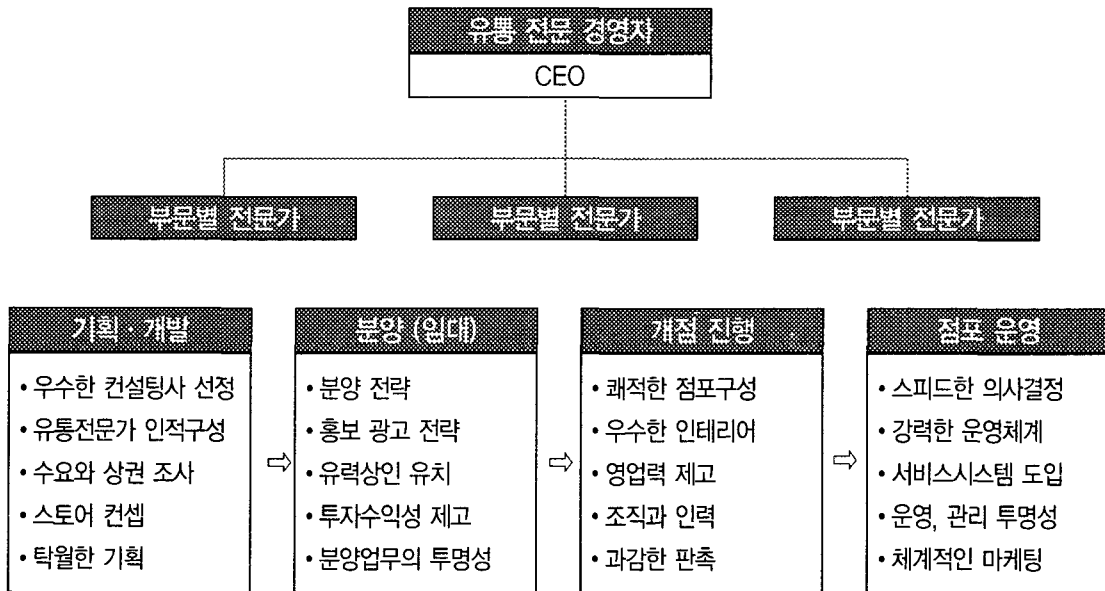 유통 전문 경영자
CEO
부문별 전문가
부문별 전문가
부문별 전문가
기획 · 개발
• 우수한 컨설팅사 선정
• 유통전문가 인적구성
• 수요와 상권 조사
• 스토어 컨셉
• 탁월한 기획
⇨
분양 (임대)
• 분양 전략
• 홍보 광고 전략
• 유력상인 유치
• 투자수익성 제고
• 분양업무의 투명성
⇨
개점 진행
• 쾌적한 점포구성
• 우수한 인테리어
• 영업력 제고
• 조직과 인력
• 과감한 판촉
⇨
점포 운영
• 스피드한 의사결정
• 강력한 운영체계
• 서비스시스템 도입
• 운영, 관리 투명성
• 체계적인 마케팅